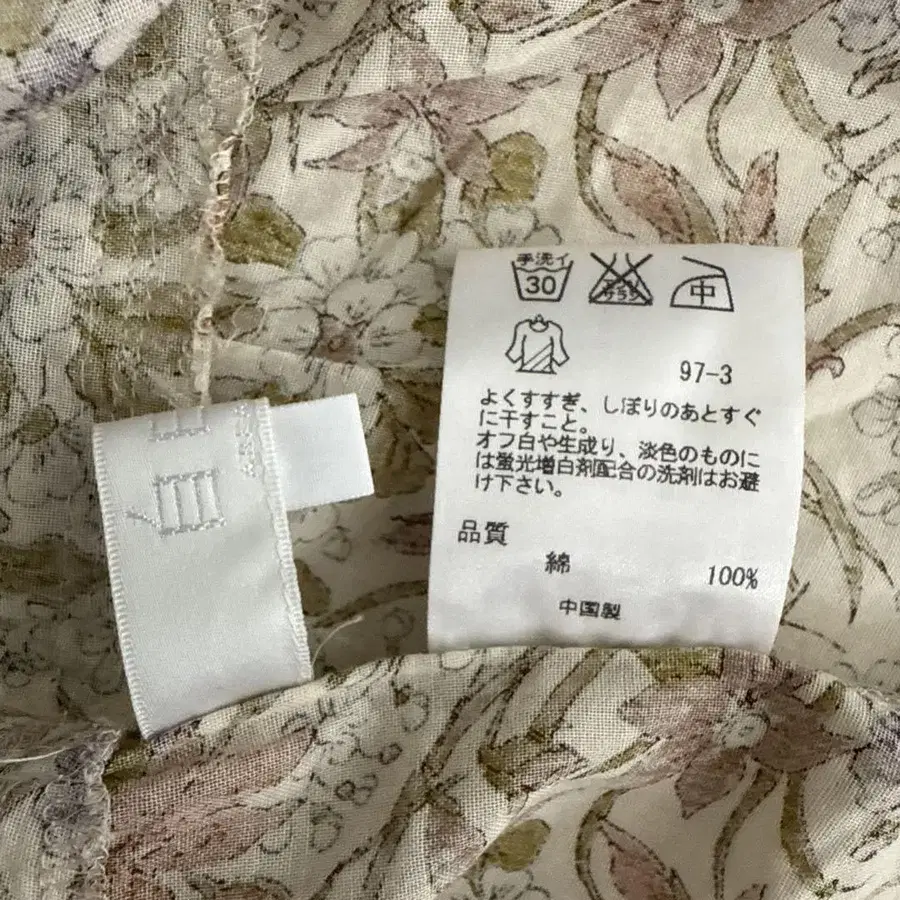 手洗イ
30
中
97-3
よくすすぎ、しぼりのあとすぐ
に干すこと。
オフ白や生成り、淡色のものに
は蛍光増白剤配合の洗剤はお避
け下さい。
品質
綿 100%
中国製